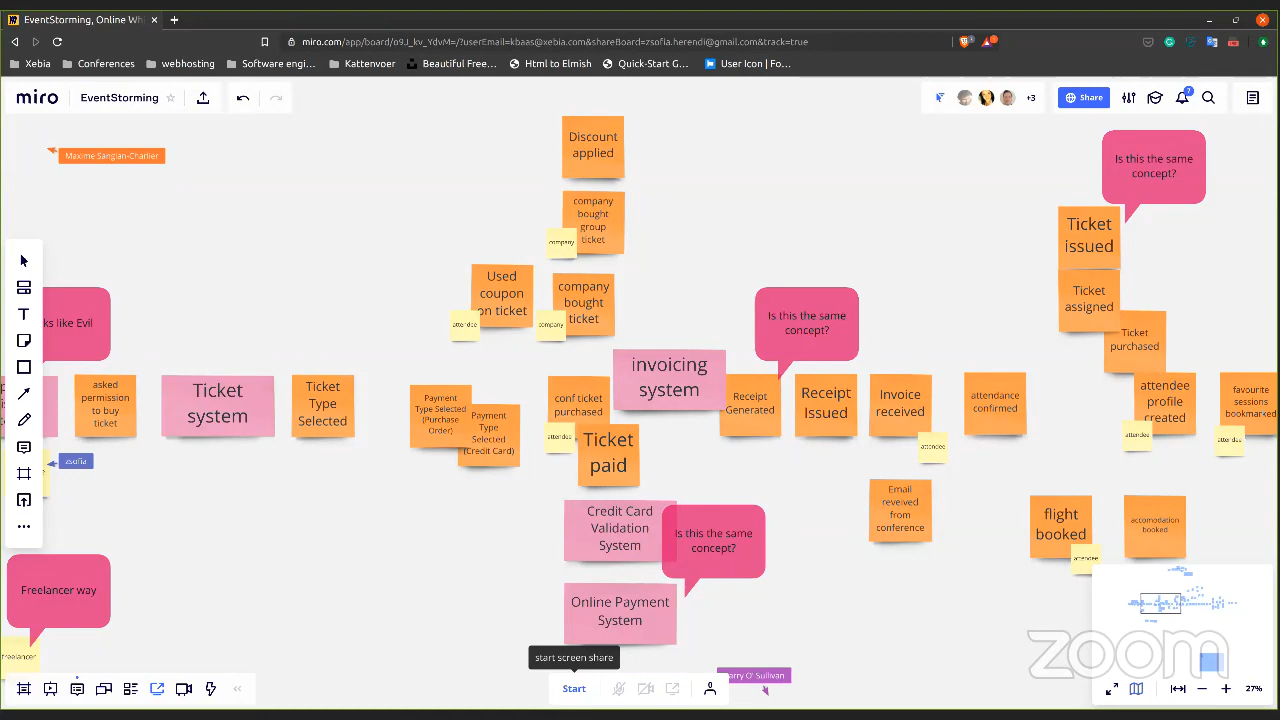 EventStorming, Online Whi
miro.com/app/board/o9J_kv_YdvM=/?userEmail=kbaas@xebia.com&shareBoard=zsofia.herendi@gmail.com&track=true
Xebia
Conferences
webhosting
Software engi...
Kattenvoer
Beautiful Free...
Html to Elmish
Quick-Start G...
User Icon | Fo...
miro
EventStorming
+3
Share
7
Maxime Sanglan-Charlier
Discount
applied
company
bought
group
ticket
company
Used
coupon
on ticket
attendee
company
bought
ticket
company
Is this the same
concept?
Ticket
issued
Ticket
assigned
Ticket
purchased
Is this the same
concept?
ks like Evil
asked
permission
to buy
ticket
Ticket
system
Ticket
Type
Selected
Payment
Type Selected
(Purchase
Order)
Payment
Type
Selected
(Credit Card)
conf ticket
purchased
attendee
Ticket
paid
invoicing
system
Receipt
Generated
Receipt
Issued
Invoice
received
attendee
attendance
confirmed
attendee
profile
created
attendee
favourite
sessions
bookmarked
attendee
zsofia
Credit Card
Validation
System
Is this the same
concept?
Online Payment
System
Email
reveived
from
conference
flight
booked
attendee
accomodation
booked
Freelancer way
freelancer
start screen share
Start
arry O' Sullivan
zoom
27%